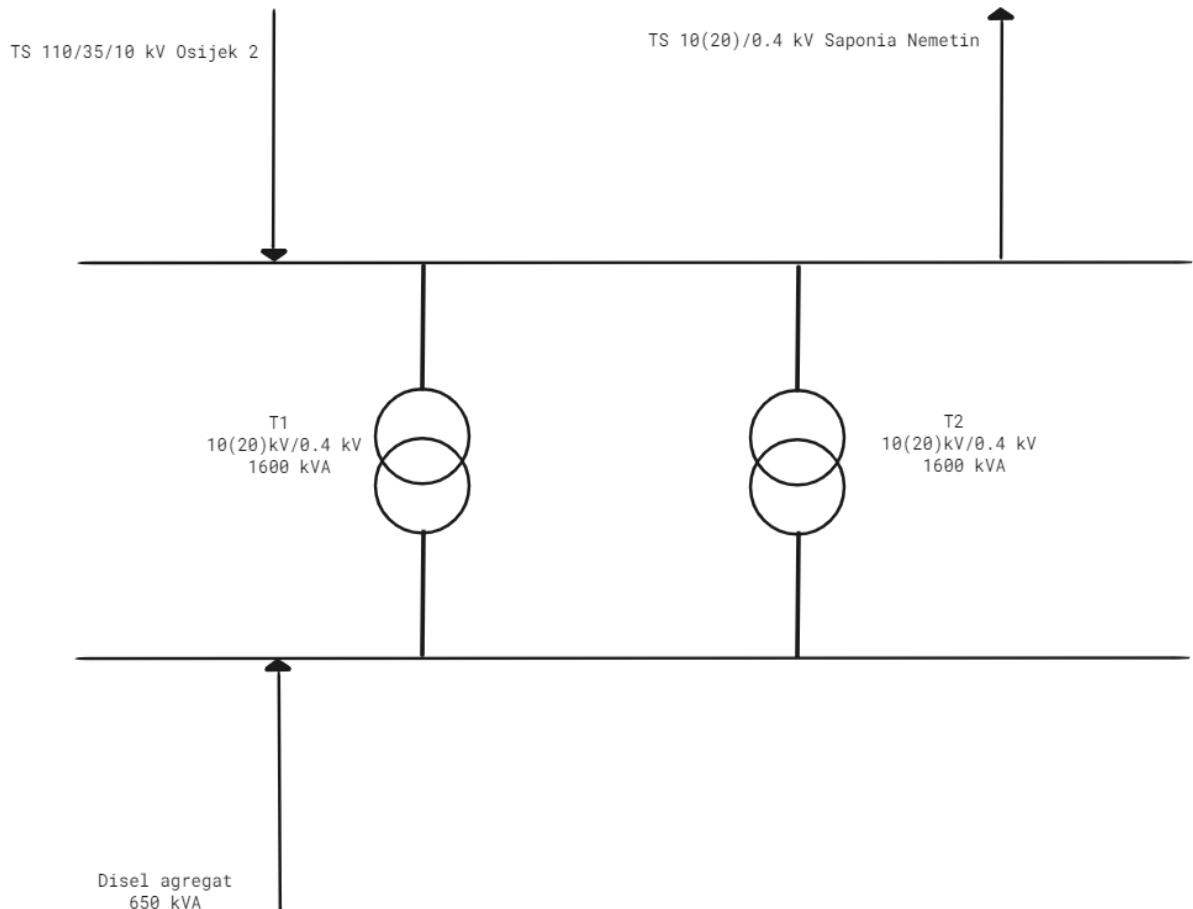 TS 110/35/10 kV Osijek 2
TS 10(20)/0.4 kV Saponia Nemetin
T1
10(20)kV/0.4 kV
1600 kVA
T2
10(20)kV/0.4 kV
1600 kVA
Disel agregat
650 kVA